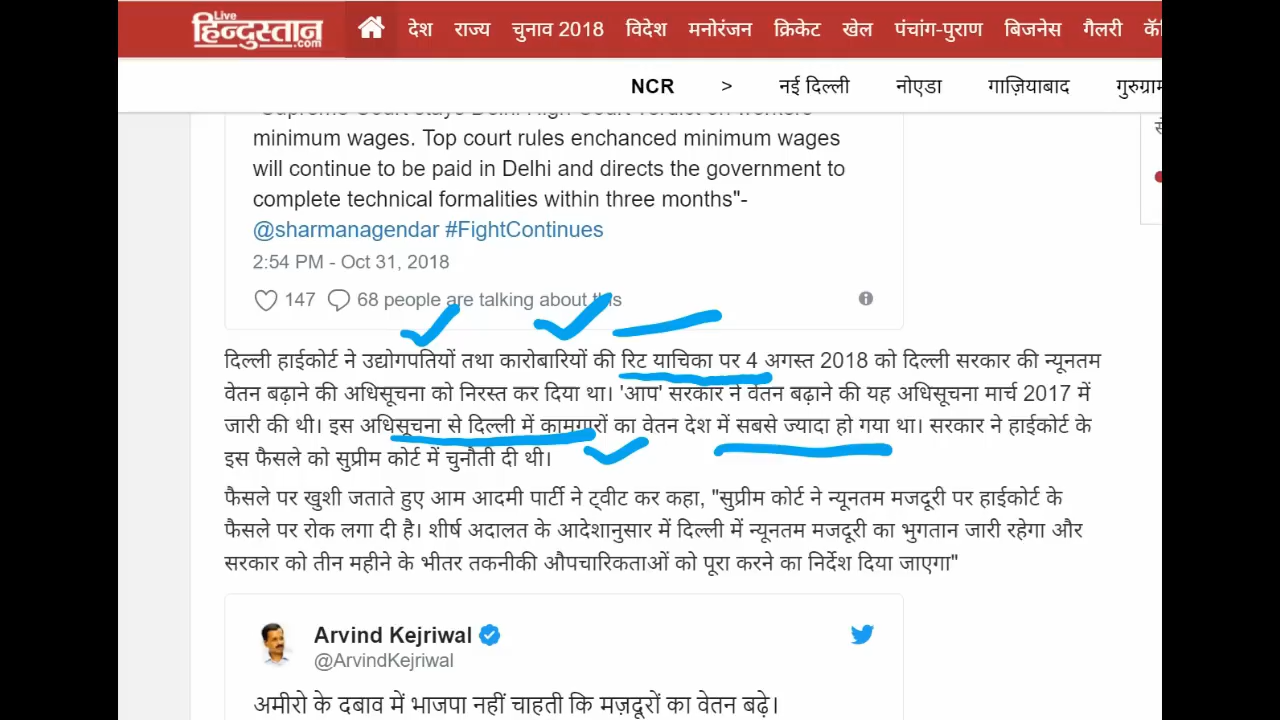 Live
हिन्दुस्तान
.com
देश राज्य चुनाव 2018 विदेश मनोरंजन क्रिकेट खेल पंचांग-पुराण बिजनेस गैलरी
NCR > नई दिल्ली नोएडा गाज़ियाबाद
minimum wages. Top court rules enchanced minimum wages
will continue to be paid in Delhi and directs the government to
complete technical formalities within three months"-
@sharmanagendar #FightContinues
2:54 PM - Oct 31, 2018
147 68 people are talking about this
दिल्ली हाईकोर्ट ने उद्योगपतियों तथा कारोबारियों की रिट याचिका पर 4 अगस्त 2018 को दिल्ली सरकार की न्यूनतम
वेतन बढ़ाने की अधिसूचना को निरस्त कर दिया था। 'आप' सरकार ने वेतन बढ़ाने की यह अधिसूचना मार्च 2017 में
जारी की थी। इस अधिसूचना से दिल्ली में कामगारों का वेतन देश में सबसे ज्यादा हो गया था। सरकार ने हाईकोर्ट के
इस फैसले को सुप्रीम कोर्ट में चुनौती दी थी।
फैसले पर खुशी जताते हुए आम आदमी पार्टी ने ट्वीट कर कहा, "सुप्रीम कोर्ट ने न्यूनतम मजदूरी पर हाईकोर्ट के
फैसले पर रोक लगा दी है। शीर्ष अदालत के आदेशानुसार में दिल्ली में न्यूनतम मजदूरी का भुगतान जारी रहेगा और
सरकार को तीन महीने के भीतर तकनीकी औपचारिकताओं को पूरा करने का निर्देश दिया जाएगा"
Arvind Kejriwal
@ArvindKejriwal
अमीरो के दबाव में भाजपा नहीं चाहती कि मज़दूरों का वेतन बढ़े।